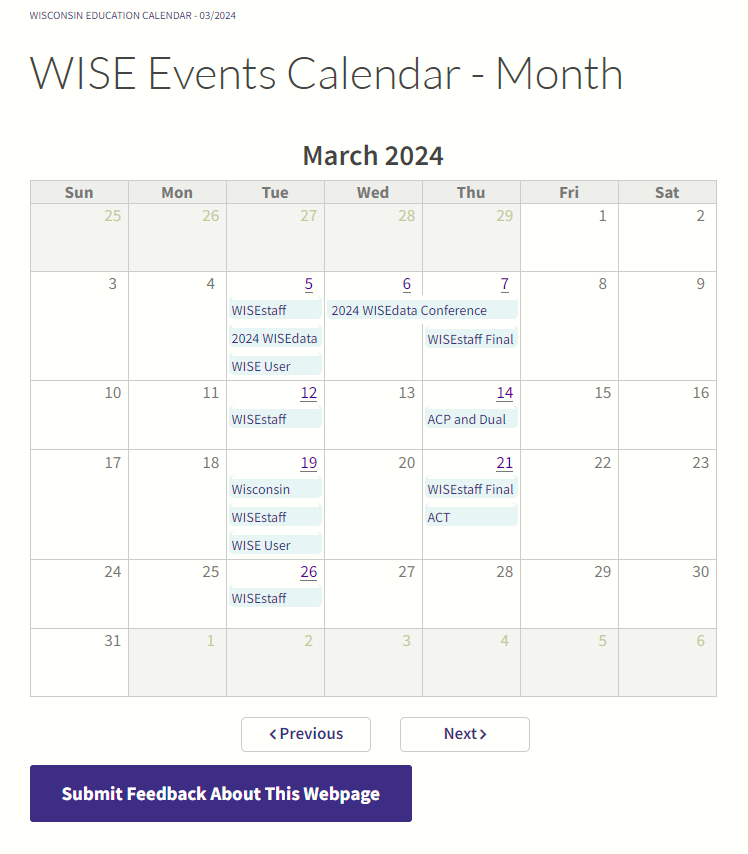 WISCONSIN EDUCATION CALENDAR - 03/2024
WISE Events Calendar - Month
March 2024
Sun Mon Tue Wed Thu Fri Sat
25 26 27 28 29 1 2
3 4 5 6 7 8 9
WISEstaff 2024 WISEdata Conference
2024 WISEdata WISEstaff Final
WISE User
10 11 12 13 14 15 16
WISEstaff ACP and Dual
17 18 19 20 21 22 23
Wisconsin WISEstaff Final
WISEstaff ACT
WISE User
24 25 26 27 28 29 30
WISEstaff
31 1 2 3 4 5 6
Previous Next
Submit Feedback About This Webpage